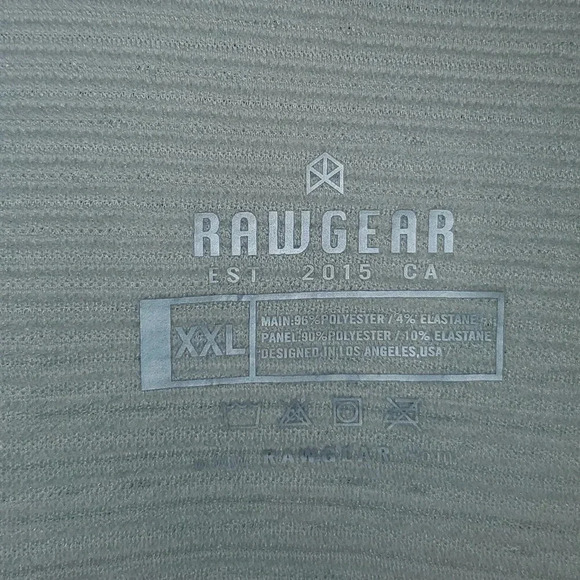 RAWGEAR
EST 2015 CA
XXL
MAIN:96%POLYESTER / 4% ELASTANE
PANEL:90%POLYESTER / 10% ELASTANE
DESIGNED IN LOS ANGELES,USA
RAWGEAR